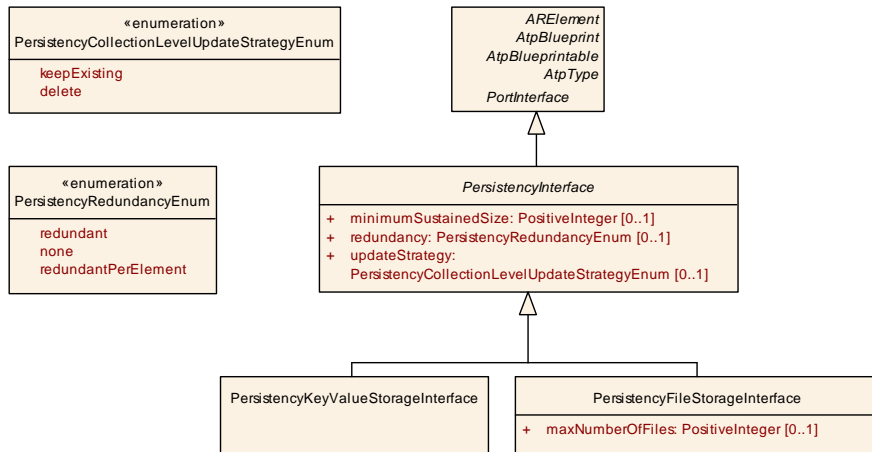 «enumeration»
PersistencyCollectionLevelUpdateStrategyEnum
keepExisting
delete
ARElement
AtpBlueprint
AtpBlueprintable
AtpType
PortInterface
«enumeration»
PersistencyRedundancyEnum
redundant
none
redundantPerElement
PersistencyInterface
+ minimumSustainedSize: PositiveInteger [0..1]
+ redundancy: PersistencyRedundancyEnum [0..1]
+ updateStrategy:
PersistencyCollectionLevelUpdateStrategyEnum [0..1]
PersistencyKeyValueStorageInterface
PersistencyFileStorageInterface
+ maxNumberOfFiles: PositiveInteger [0..1]